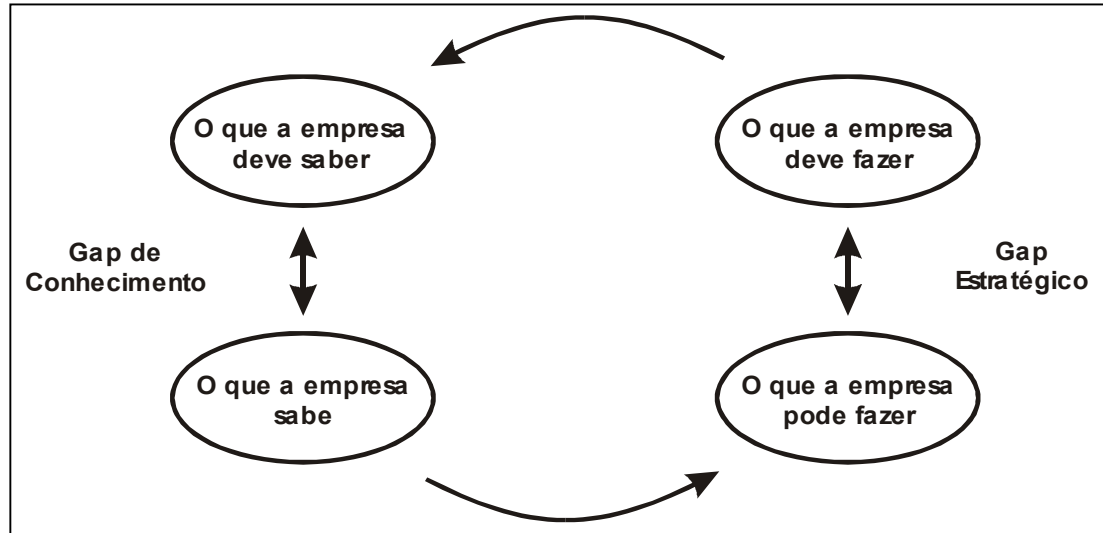 O que a empresa
deve saber
O que a empresa
deve fazer
Gap de
Conhecimento
Gap
Estratégico
O que a empresa
sabe
O que a empresa
pode fazer